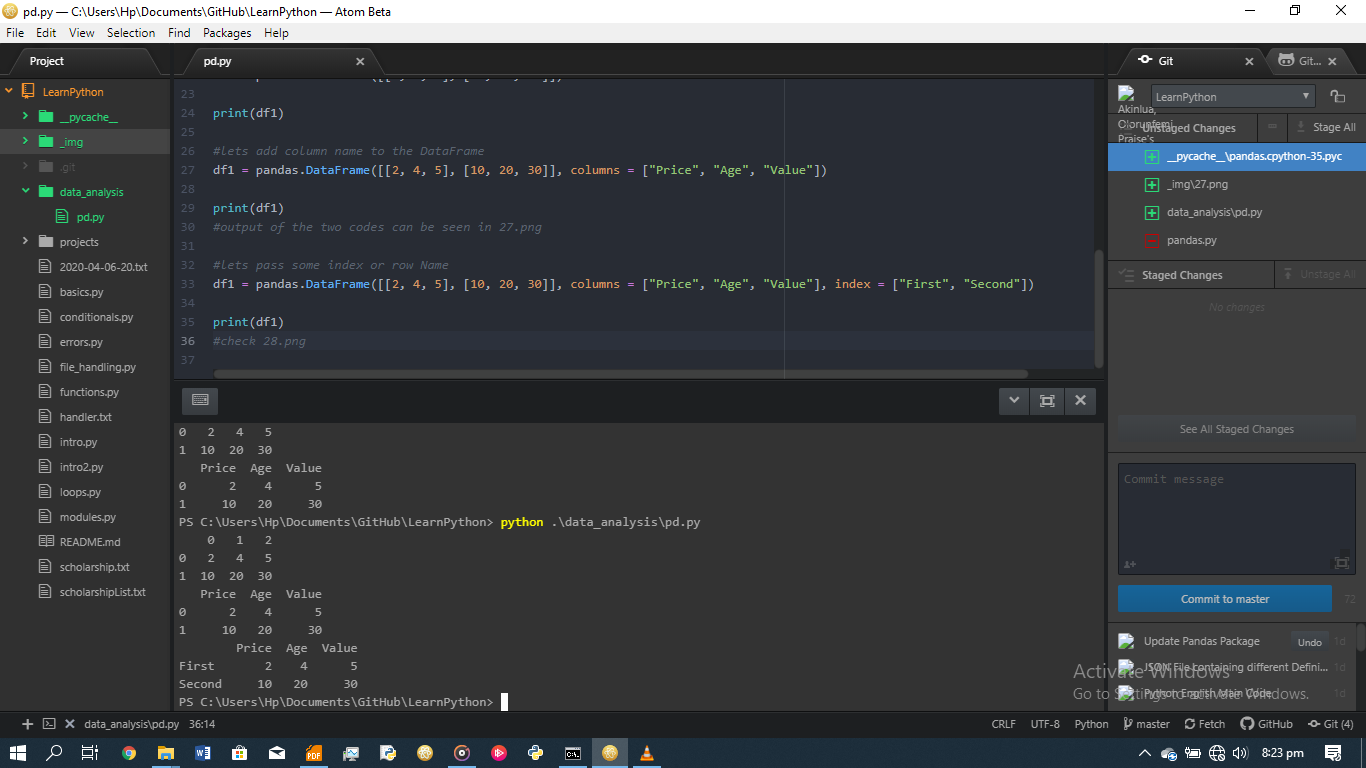 pd.py — C:\Users\Hp\Documents\GitHub\LearnPython — Atom Beta
File Edit View Selection Find Packages Help
Project
LearnPython
__pycache__
_img
.git
data_analysis
pd.py
projects
2020-04-06-20.txt
basics.py
conditionals.py
errors.py
file_handling.py
functions.py
handler.txt
intro.py
intro2.py
loops.py
modules.py
README.md
scholarship.txt
scholarshipList.txt
pd.py
23
24 print(df1)
25
26 #lets add column name to the DataFrame
27 df1 = pandas.DataFrame([[2, 4, 5], [10, 20, 30]], columns = ["Price", "Age", "Value"])
28
29 print(df1)
30 #output of the two codes can be seen in 27.png
31
32 #lets pass some index or row Name
33 df1 = pandas.DataFrame([[2, 4, 5], [10, 20, 30]], columns = ["Price", "Age", "Value"], index = ["First", "Second"])
34
35 print(df1)
36 #check 28.png
37
0 2 4 5
1 10 20 30
Price Age Value
0 2 4 5
1 10 20 30
PS C:\Users\Hp\Documents\GitHub\LearnPython> python .\data_analysis\pd.py
0 1 2
0 2 4 5
1 10 20 30
Price Age Value
0 2 4 5
1 10 20 30
Price Age Value
First 2 4 5
Second 10 20 30
PS C:\Users\Hp\Documents\GitHub\LearnPython>
Git
Git...
LearnPython
Akinlua,
Olorunfemi
Praise's
Unstaged Changes Stage All
__pycache__\pandas.cpython-35.pyc
_img\27.png
data_analysis\pd.py
pandas.py
Staged Changes Unstage All
No changes
See All Staged Changes
Commit message
Commit to master 72
Update Pandas Package Undo 1d
JSON File containing different Defini... 1d
Python English Main Code 1d
Activate Windows
Go to Settings to activate Windows.
data_analysis\pd.py 36:14 CRLF UTF-8 Python master Fetch GitHub Git (4)
8:23 pm